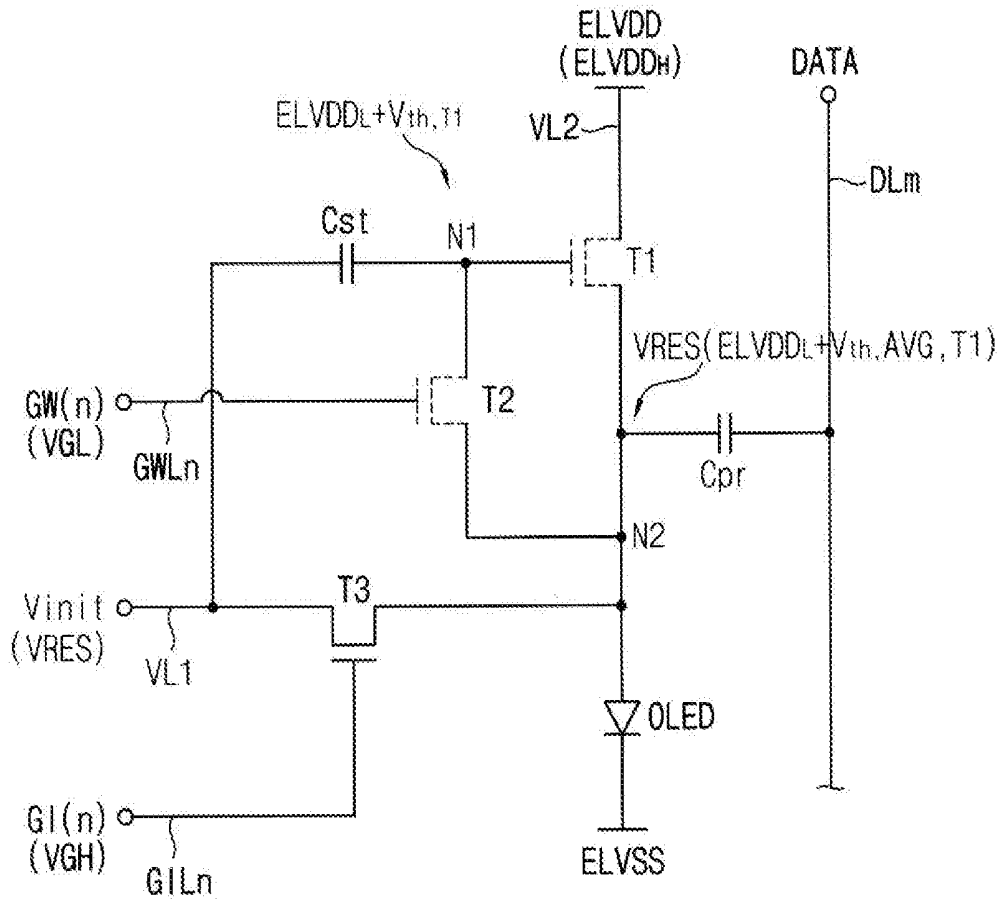 ELVDD
(ELVDDH)
DATA
ELVDDL+Vth,T1
VL2
DLm
Cst
N1
T1
VRES(ELVDDL+Vth,AVG,T1)
GW(n)
(VGL)
T2
GWLn
Cpr
N2
T3
Vinit
(VRES)
VL1
OLED
GI(n)
(VGH)
GILn
ELVSS